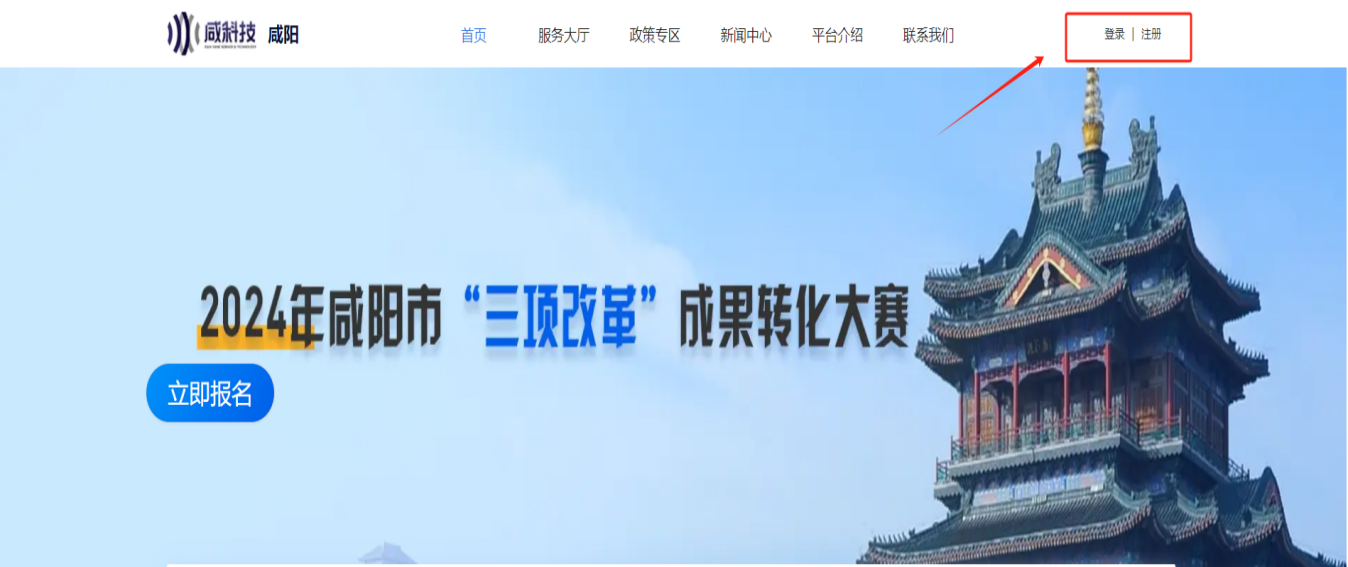 咸科技 咸阳 首页 服务大厅 政策专区 新闻中心 平台介绍 联系我们 登录 | 注册
2024年咸阳市“三项改革”成果转化大赛
立即报名